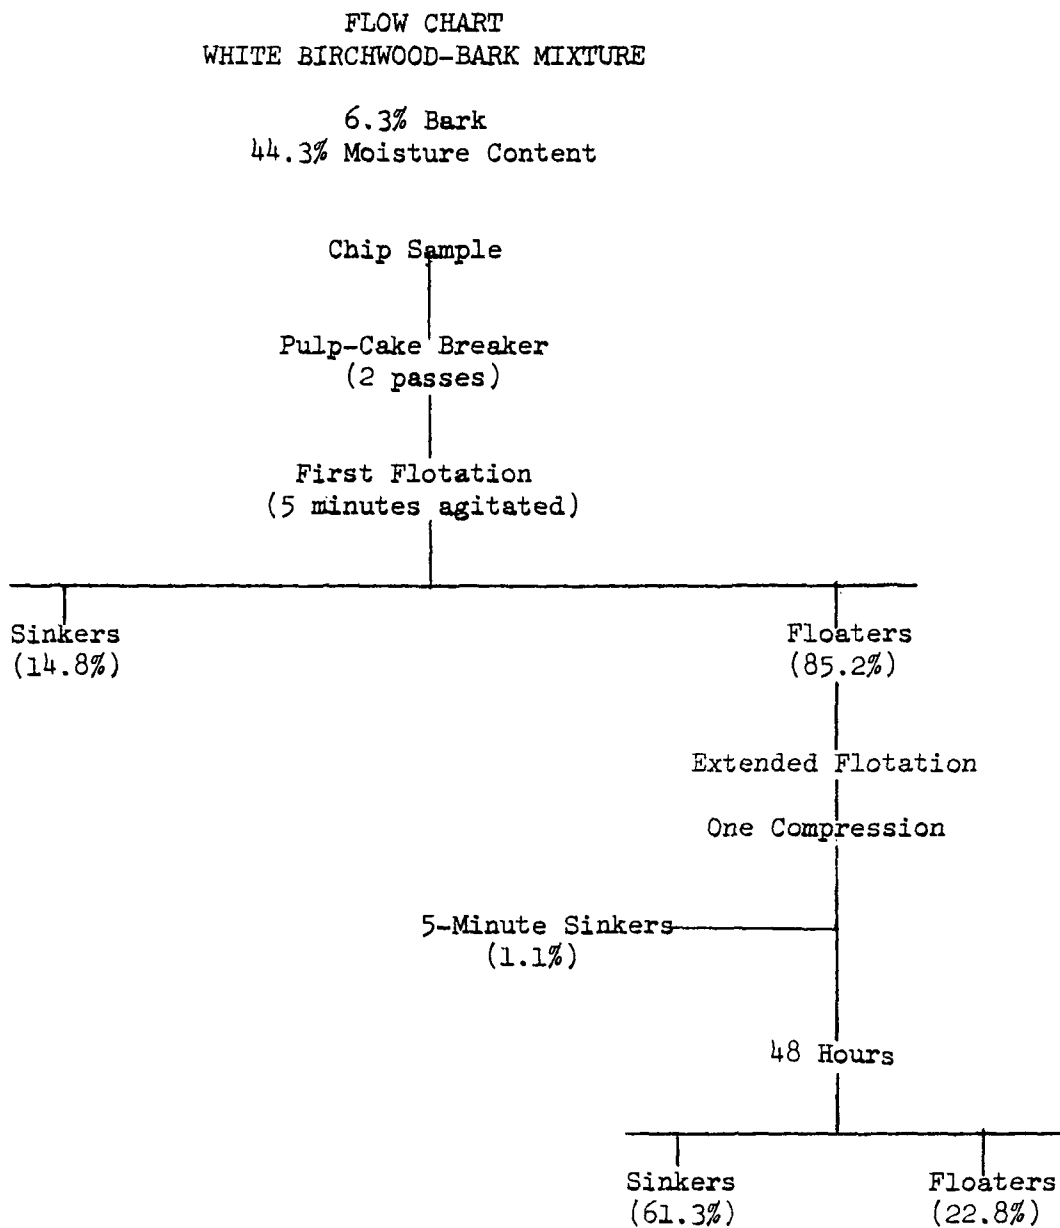 FLOW CHART
WHITE BIRCHWOOD-BARK MIXTURE
6.3% Bark
44.3% Moisture Content
Chip Sample
Pulp-Cake Breaker
(2 passes)
First Flotation
(5 minutes agitated)
Sinkers
(14.8%)
Floaters
(85.2%)
Extended Flotation
One Compression
5-Minute Sinkers
(1.1%)
48 Hours
Sinkers
(61.3%)
Floaters
(22.8%)